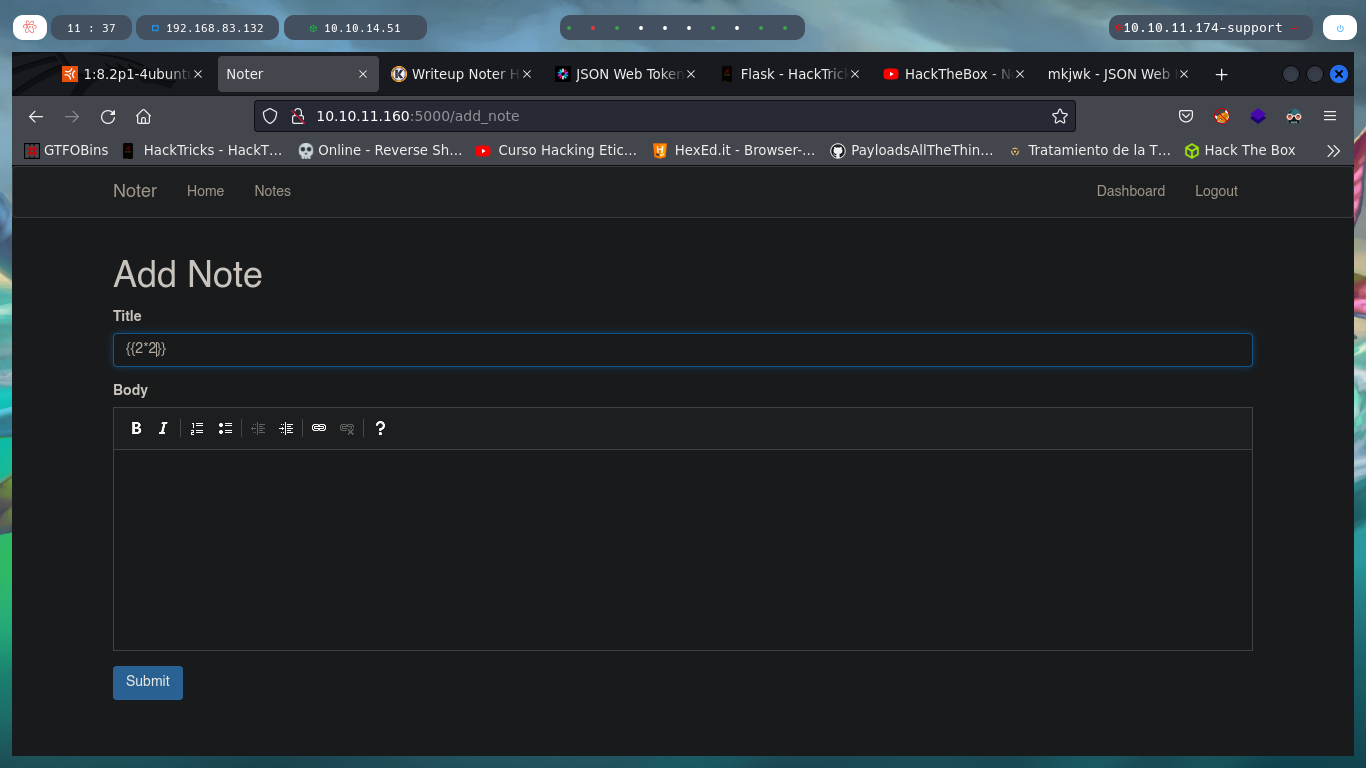 11 : 37 192.168.83.132 10.10.14.51 10.10.11.174-support
1:8.2p1-4ubunt Noter Writeup Noter H JSON Web Token Flask - HackTric HackTheBox - N mkjwk - JSON Web
10.10.11.160:5000/add_note
GTFOBins HackTricks - HackT… Online - Reverse Sh… Curso Hacking Etic… HexEd.it - Browser-… PayloadsAllTheThin… Tratamiento de la T… Hack The Box
Noter Home Notes Dashboard Logout
Add Note
Title
{{2*2}}
Body
B I ?
Submit